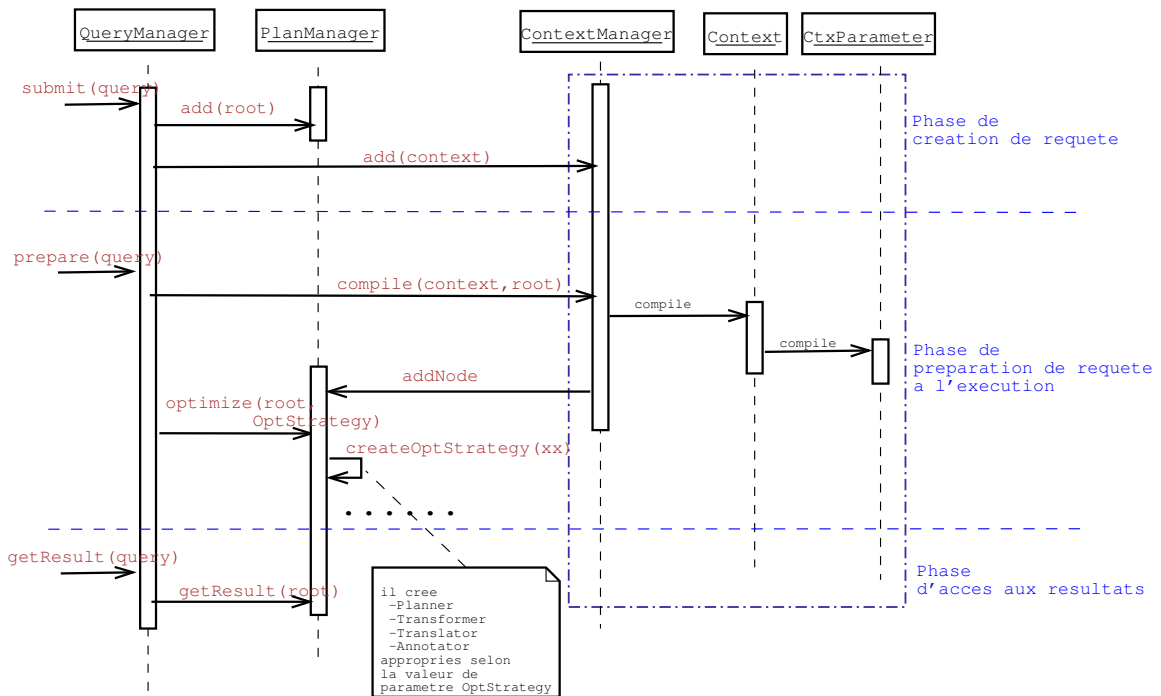 QueryManager
PlanManager
ContextManager
Context
CtxParameter
submit(query)
add(root)
Phase de
creation de requete
add(context)
prepare(query)
compile(context,root)
compile
compile
Phase de
preparation de requete
a l'execution
addNode
optimize(root,
OptStrategy)
createOptStrategy(xx)
. . . . . .
getResult(query)
Phase
d'acces aux resultats
getResult(root)
il cree
-Planner
-Transformer
-Translator
-Annotator
appropries selon
la valeur de
parametre OptStrategy